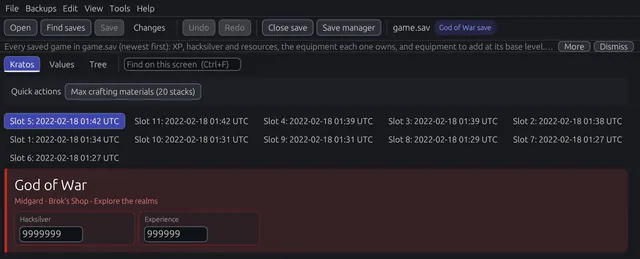 File Backups Edit View Tools Help
Open Find saves Save Changes Undo Redo Close save Save manager game.sav God of War save
Every saved game in game.sav (newest first): XP, hacksilver and resources, the equipment each one owns, and equipment to add at its base level.... More Dismiss
Kratos Values Tree Find on this screen (Ctrl+F)
Quick actions Max crafting materials (20 stacks)
Slot 5: 2022-02-18 01:42 UTC Slot 11: 2022-02-18 01:42 UTC Slot 4: 2022-02-18 01:39 UTC Slot 3: 2022-02-18 01:39 UTC Slot 2: 2022-02-18 01:38 UTC
Slot 1: 2022-02-18 01:34 UTC Slot 10: 2022-02-18 01:31 UTC Slot 9: 2022-02-18 01:31 UTC Slot 8: 2022-02-18 01:29 UTC Slot 7: 2022-02-18 01:27 UTC
Slot 6: 2022-02-18 01:27 UTC
God of War
Midgard - Brok's Shop - Explore the realms
Hacksilver Experience
9999999 999999